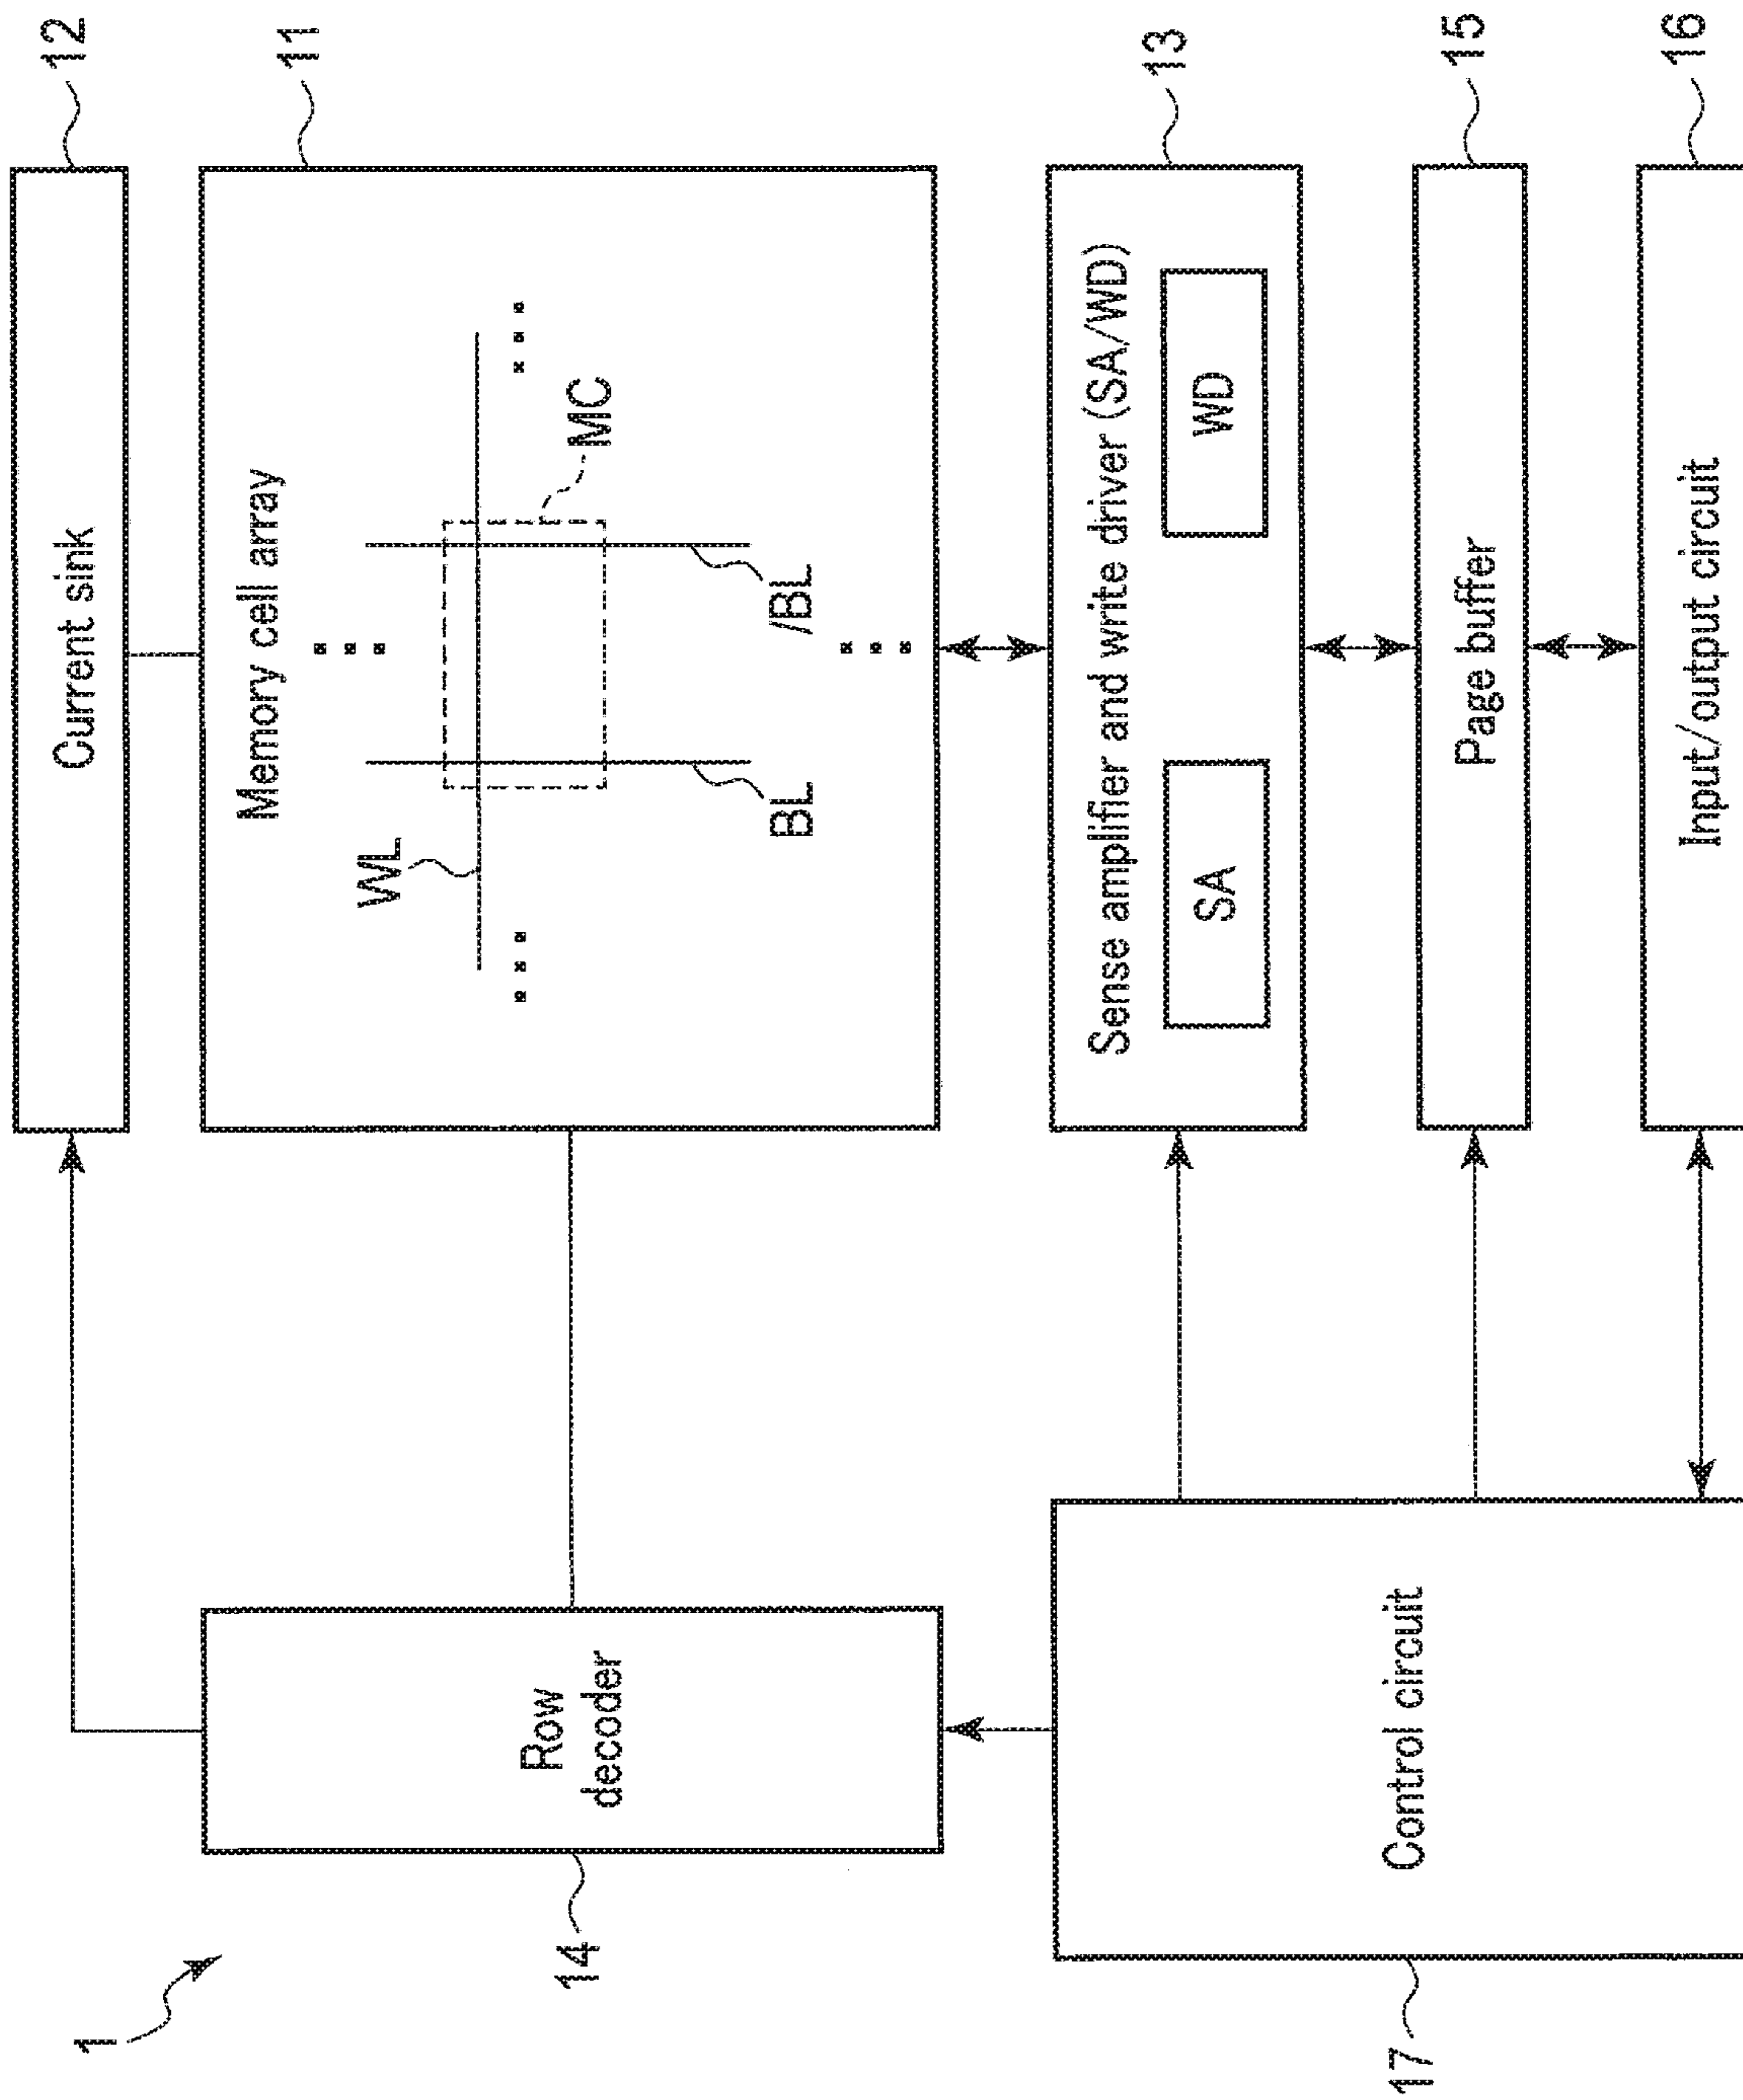 1
Current sink
12
Memory cell array
11
WL
MC
BL
/BL
Row
decoder
14
Sense amplifier and write driver (SA/WD)
SA
WD
13
Control circuit
17
Page buffer
15
Input/output circuit
16